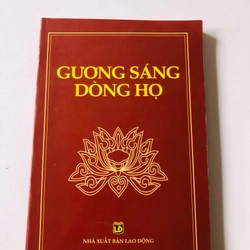 GƯƠNG SÁNG
DÒNG HỌ
LĐ
NHÀ XUẤT BẢN LAO ĐỘNG